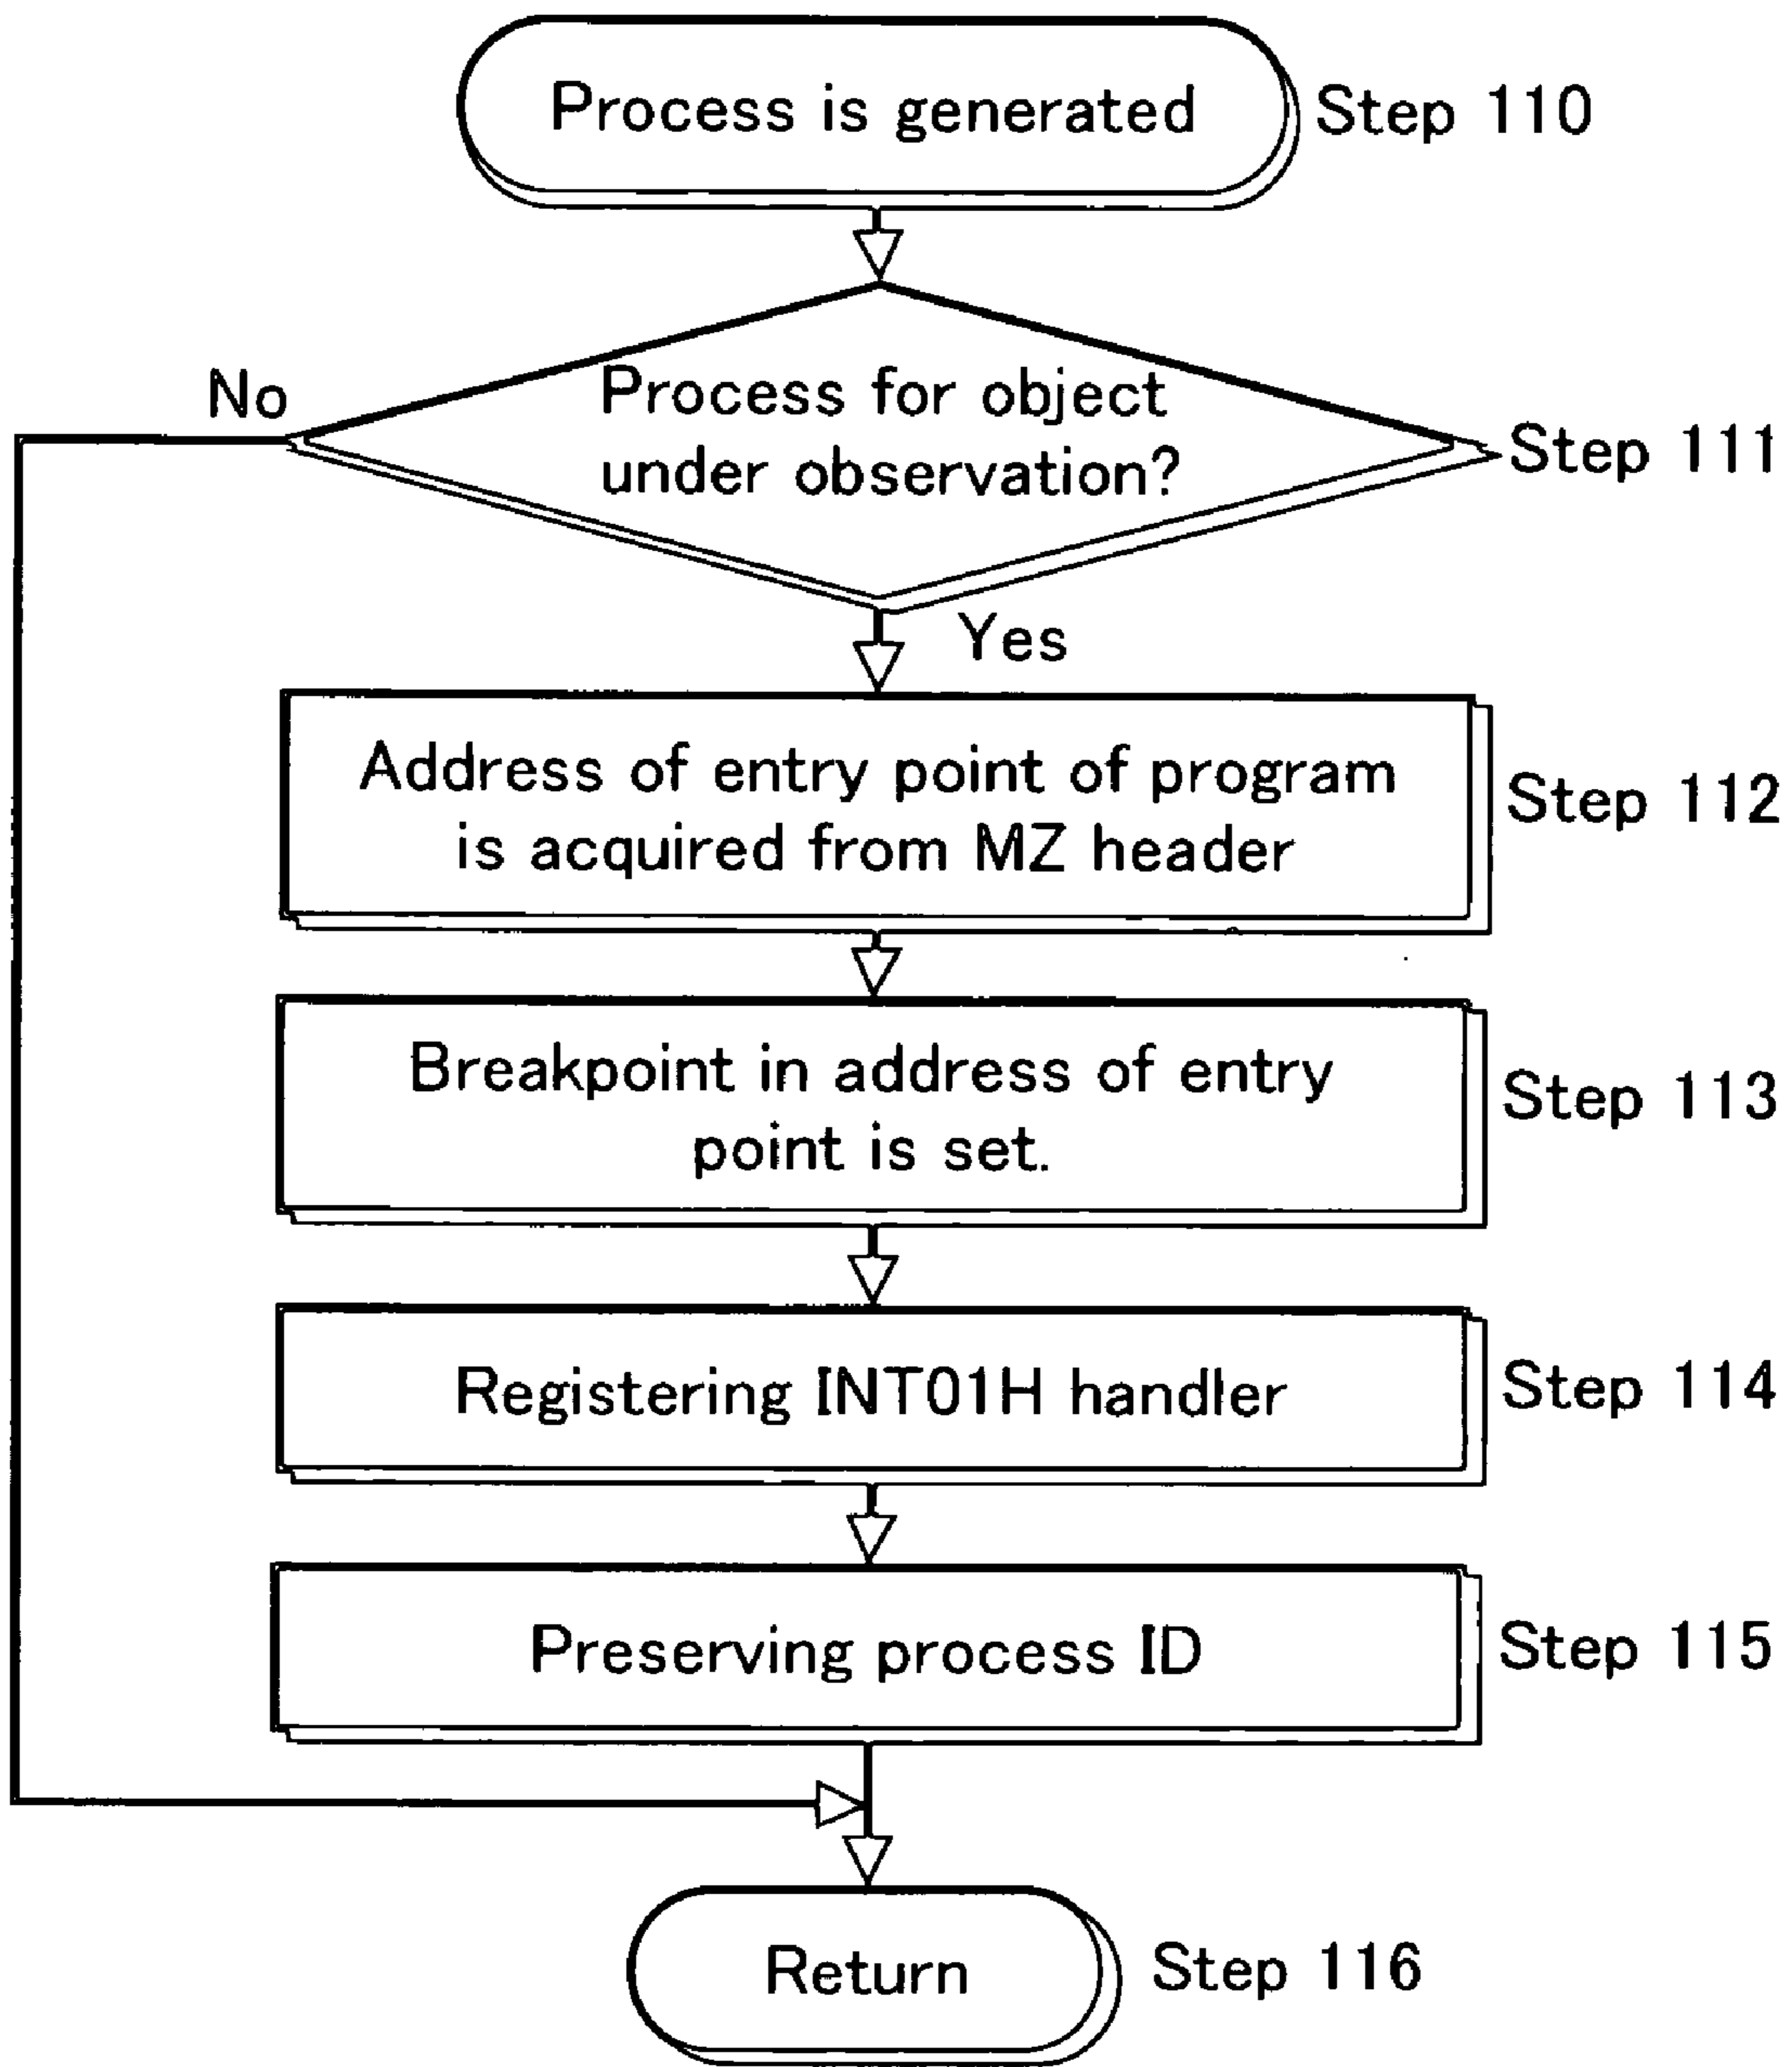 Process is generated
Step 110
No
Process for object
under observation?
Step 111
Yes
Address of entry point of program
is acquired from MZ header
Step 112
Breakpoint in address of entry
point is set.
Step 113
Registering INT01H handler
Step 114
Preserving process ID
Step 115
Return
Step 116